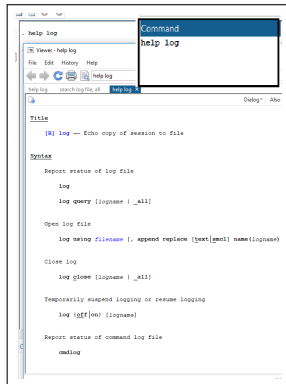 . help log
Command
help log
Viewer - help log
File Edit History Help
help log
help log search log file, all help log ×
Dialog Also
Title
[R] log — Echo copy of session to file
Syntax
Report status of log file
log
log query [logname | _all]
Open log file
log using filename [, append replace [text|smcl] name(logname)
Close log
log close [logname | _all]
Temporarily suspend logging or resume logging
log {off|on} [logname]
Report status of command log file
cmdlog